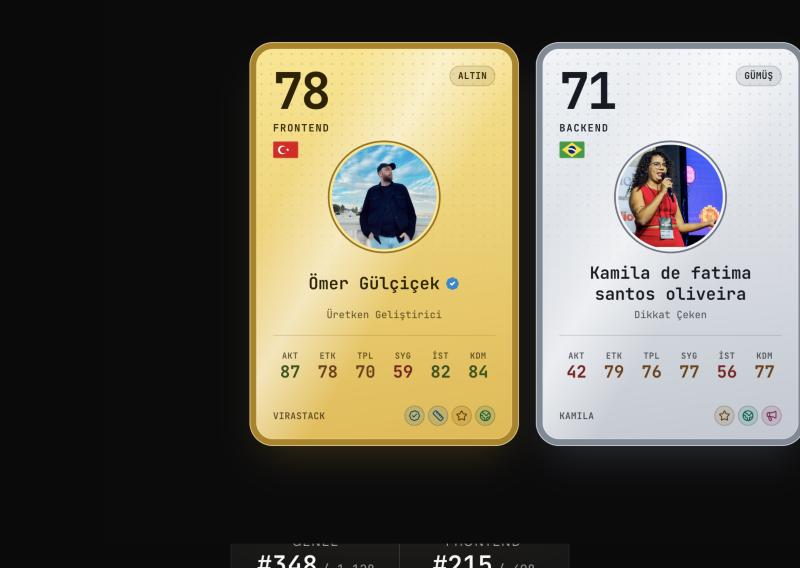 78
ALTIN
FRONTEND
Ömer Gülçiçek
Üretken Geliştirici
AKT ETK TPL SYG İST KDM
87 78 70 59 82 84
VIRASTACK
71
GÜMÜŞ
BACKEND
Kamila de fatima
santos oliveira
Dikkat Çeken
AKT ETK TPL SYG İST KDM
42 79 76 77 56 77
KAMILA
GENEL
#348
FRONTEND
#215